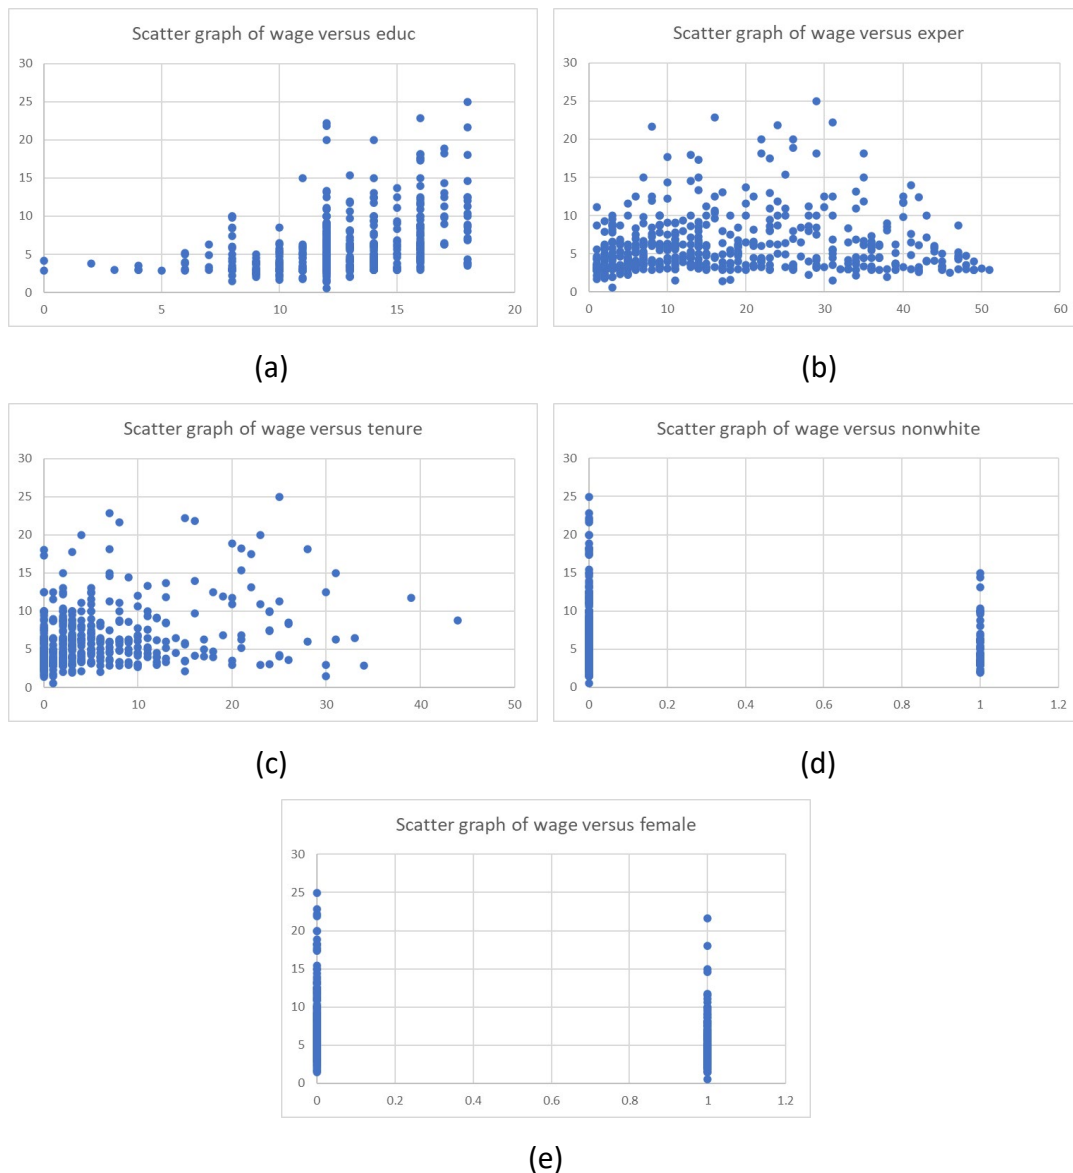 Scatter graph of wage versus educ
30
25
20
15
10
5
0
0 5 10 15 20
(a)
Scatter graph of wage versus exper
30
25
20
15
10
5
0
0 10 20 30 40 50 60
(b)
Scatter graph of wage versus tenure
30
25
20
15
10
5
0
0 10 20 30 40 50
(c)
Scatter graph of wage versus nonwhite
30
25
20
15
10
5
0
0 0.2 0.4 0.6 0.8 1 1.2
(d)
Scatter graph of wage versus female
30
25
20
15
10
5
0
0 0.2 0.4 0.6 0.8 1 1.2
(e)